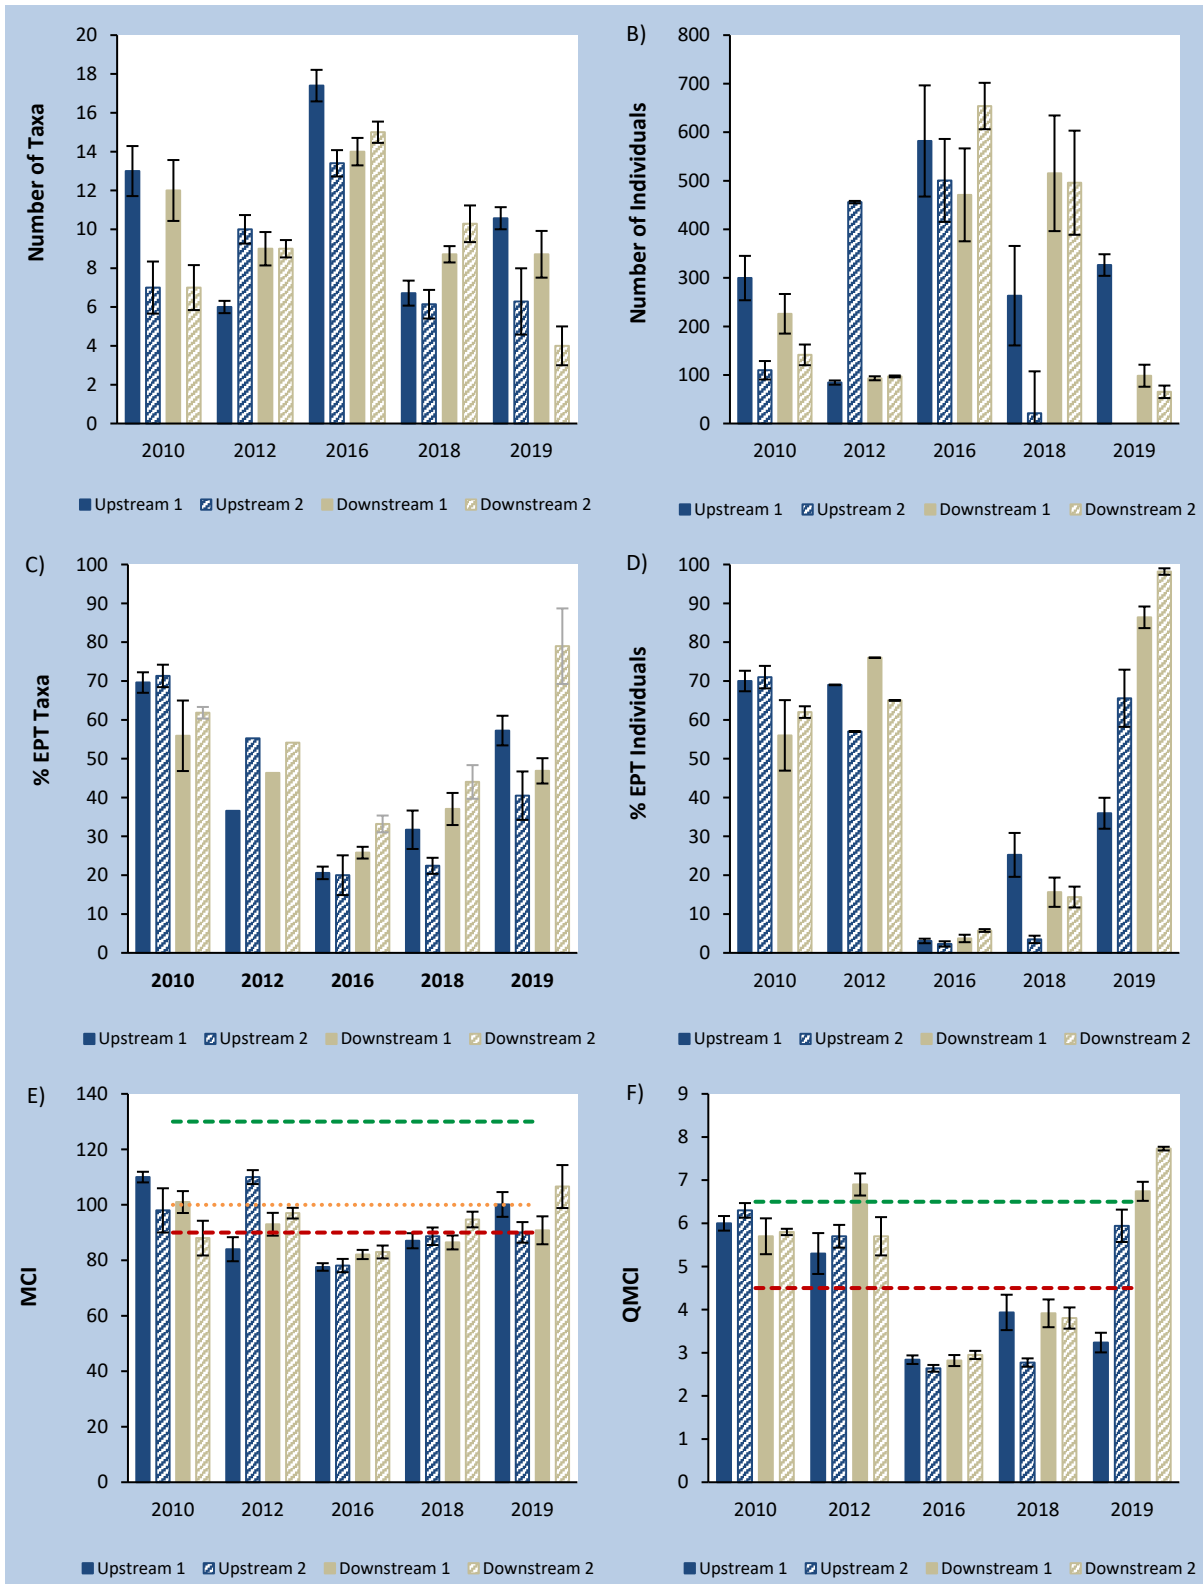 Number of Taxa
20
18
16
14
12
10
8
6
4
2
0
2010 2012 2016 2018 2019
Upstream 1 Upstream 2 Downstream 1 Downstream 2
B)
Number of Individuals
800
700
600
500
400
300
200
100
0
2010 2012 2016 2018 2019
Upstream 1 Upstream 2 Downstream 1 Downstream 2
C)
% EPT Taxa
100
90
80
70
60
50
40
30
20
10
0
2010 2012 2016 2018 2019
Upstream 1 Upstream 2 Downstream 1 Downstream 2
D)
% EPT Individuals
100
90
80
70
60
50
40
30
20
10
0
2010 2012 2016 2018 2019
Upstream 1 Upstream 2 Downstream 1 Downstream 2
E)
MCI
140
120
100
80
60
40
20
0
2010 2012 2016 2018 2019
Upstream 1 Upstream 2 Downstream 1 Downstream 2
F)
QMCI
9
8
7
6
5
4
3
2
1
0
2010 2012 2016 2018 2019
Upstream 1 Upstream 2 Downstream 1 Downstream 2